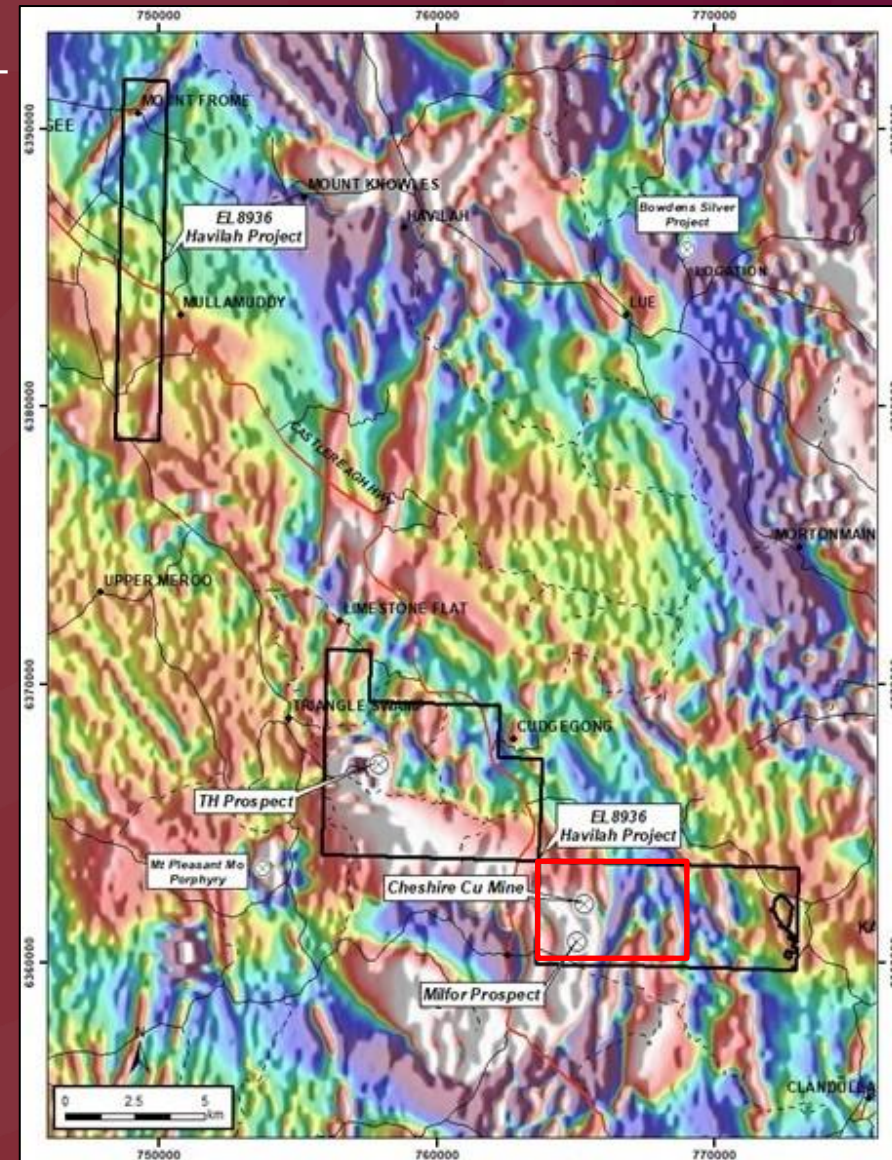 750000 760000 770000
6390000
MOUNT FROME
GEE
MOUNT KNOWLES
EL8936
Havilah Project
HAVILAH
Bowdens Silver
Project
LOCATION
MULLAMUDDY
LUE
6380000
CASTLEREAGH HWY
MORTONMAIN
UPPER MEROO
LIMESTONE FLAT
6370000
TRIANGLE SWAMP
CUDGEGONG
TH Prospect
EL8936
Havilah Project
Mt Pleasant Mo
Porphyry
Cheshire Cu Mine
KA
6360000
Milfor Prospect
CLANDULLA
0 2.5 5
km
750000 760000 770000